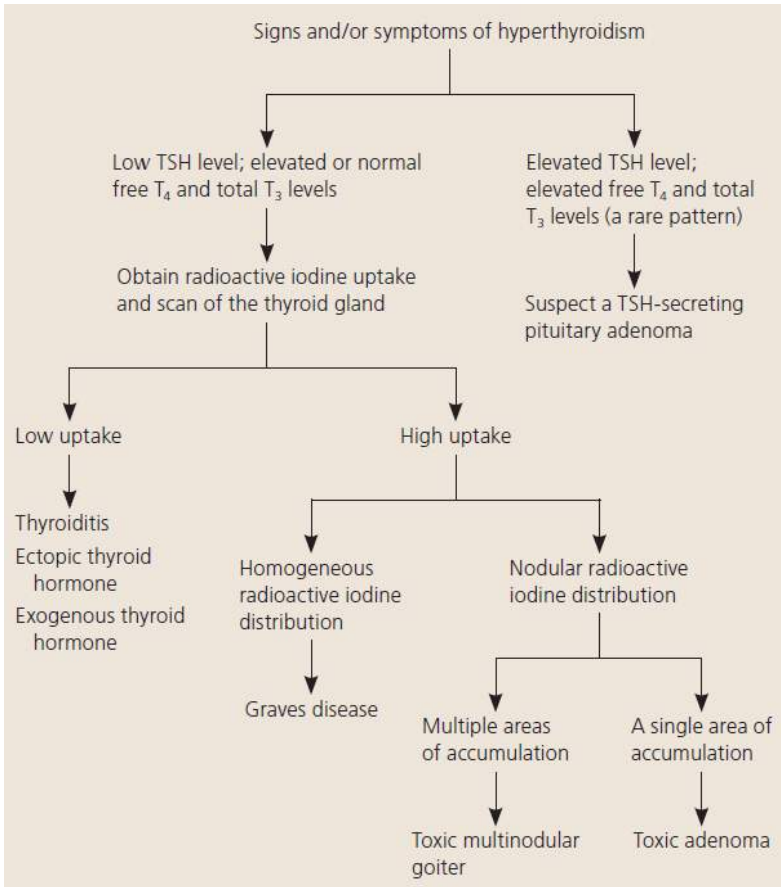 Signs and/or symptoms of hyperthyroidism
Low TSH level; elevated or normal
free T₄ and total T₃ levels
Elevated TSH level;
elevated free T₄ and total
T₃ levels (a rare pattern)
Obtain radioactive iodine uptake
and scan of the thyroid gland
Suspect a TSH-secreting
pituitary adenoma
Low uptake
High uptake
Thyroiditis
Ectopic thyroid
hormone
Exogenous thyroid
hormone
Homogeneous
radioactive iodine
distribution
Nodular radioactive
iodine distribution
Graves disease
Multiple areas
of accumulation
A single area of
accumulation
Toxic multinodular
goiter
Toxic adenoma